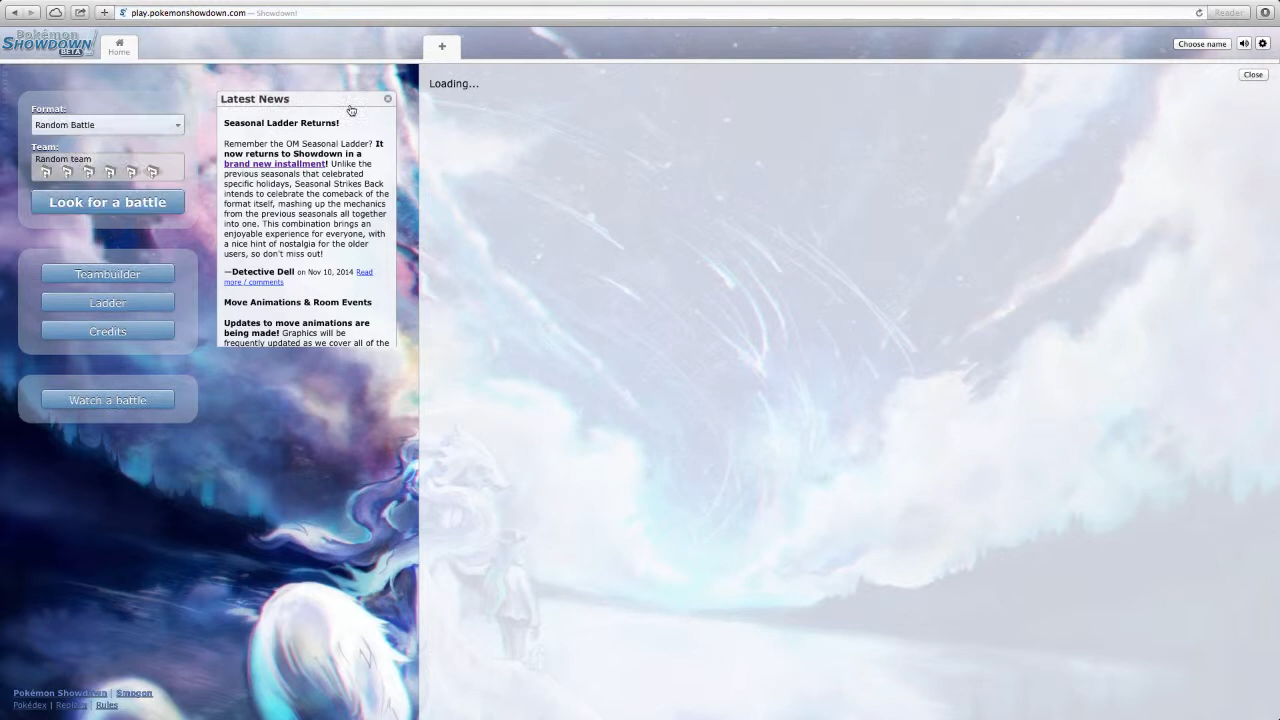 play.pokemonshowdown.com — Showdown!
Reader
Pokémon
SHOWDOWN
BETA
Home
+
Choose name
Format:
Random Battle
Team:
Random team
Look for a battle
Teambuilder
Ladder
Credits
Watch a battle
Latest News
Seasonal Ladder Returns!
Remember the OM Seasonal Ladder? It
now returns to Showdown in a
brand new installment! Unlike the
previous seasonals that celebrated
specific holidays, Seasonal Strikes Back
intends to celebrate the comeback of the
format itself, mashing up the mechanics
from the previous seasonals all together
into one. This combination brings an
enjoyable experience for everyone, with
a nice hint of nostalgia for the older
users, so don't miss out!
—Detective Dell on Nov 10, 2014 Read
more / comments
Move Animations & Room Events
Updates to move animations are
being made! Graphics will be
frequently updated as we cover all of the
Loading...
Close
Pokémon Showdown | Smogon
Pokédex | Replays | Rules